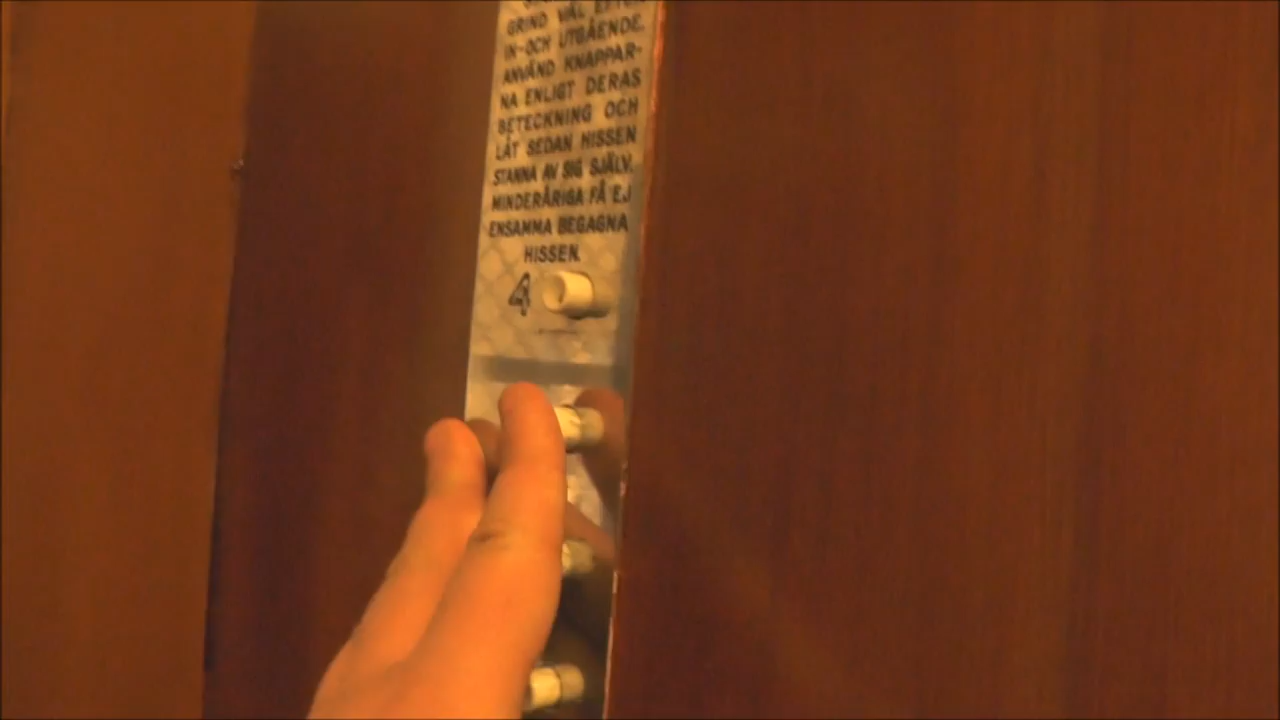 GRIND VÄL EFTER
IN-OCH UTGÅENDE.
ANVÄND KNAPPAR-
NA ENLIGT DERAS
BETECKNING OCH
LÅT SEDAN HISSEN
STANNA AV SIG SJÄLV.
MINDERÅRIGA FÅ EJ
ENSAMMA BEGAGNA
HISSEN.
4